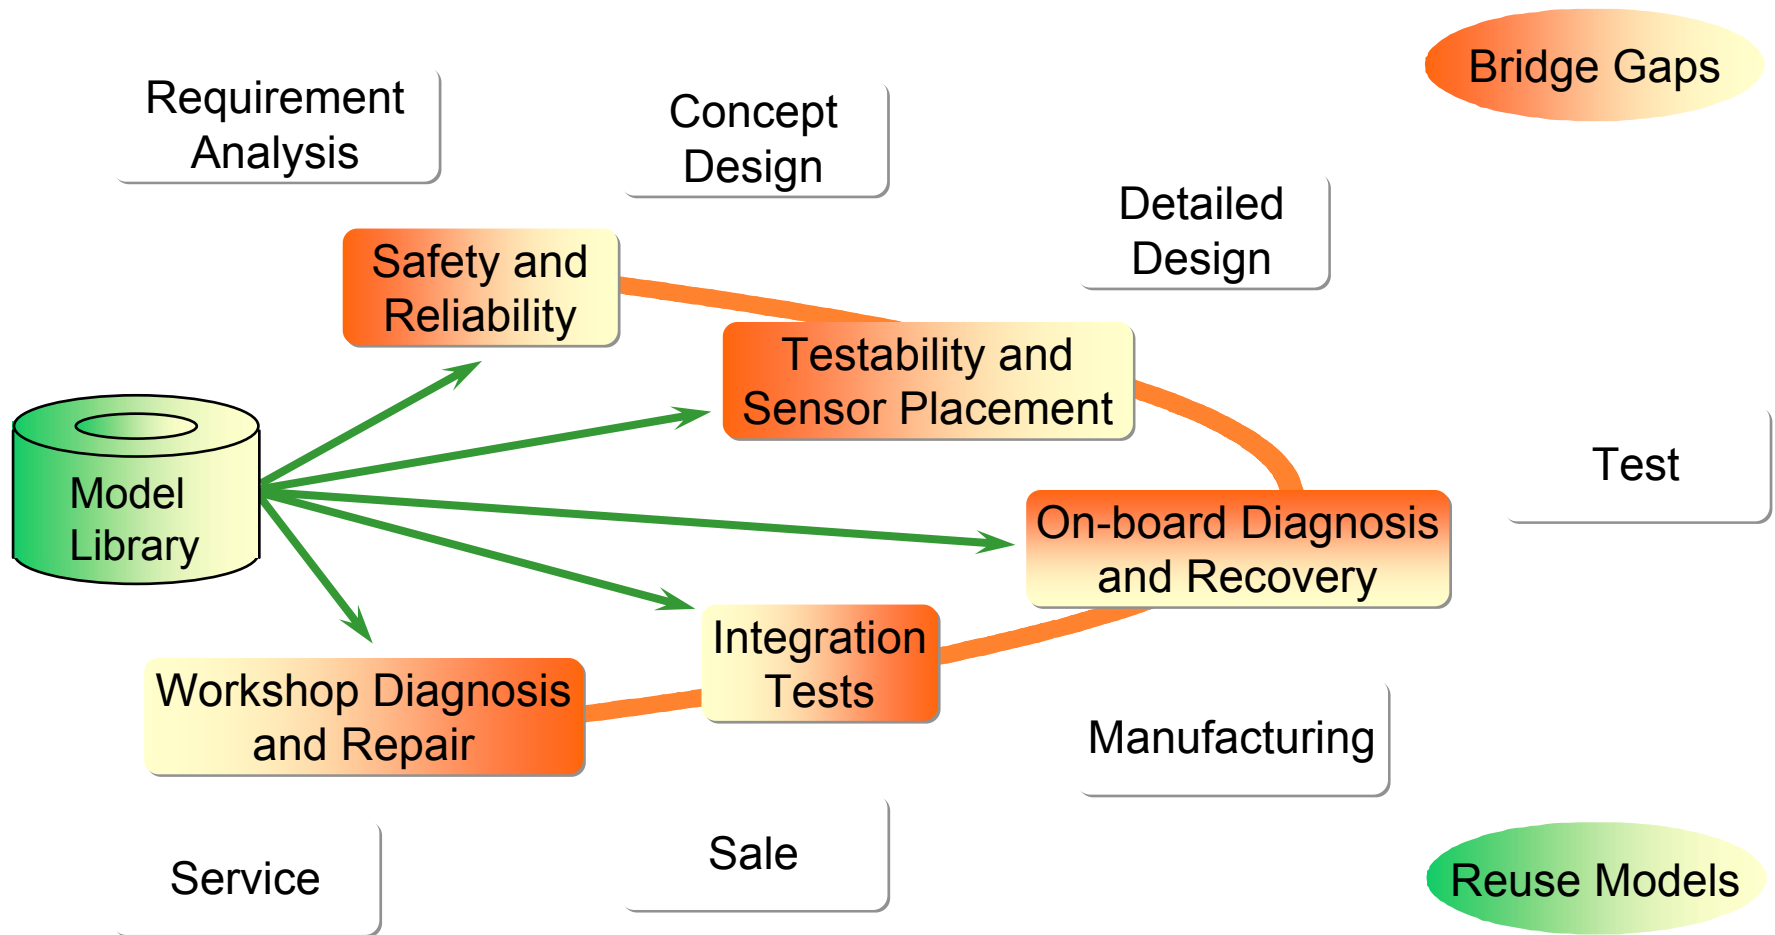 Requirement
Analysis
Concept
Design
Bridge Gaps
Detailed
Design
Safety and
Reliability
Testability and
Sensor Placement
Test
Model
Library
On-board Diagnosis
and Recovery
Integration
Tests
Workshop Diagnosis
and Repair
Manufacturing
Sale
Service
Reuse Models